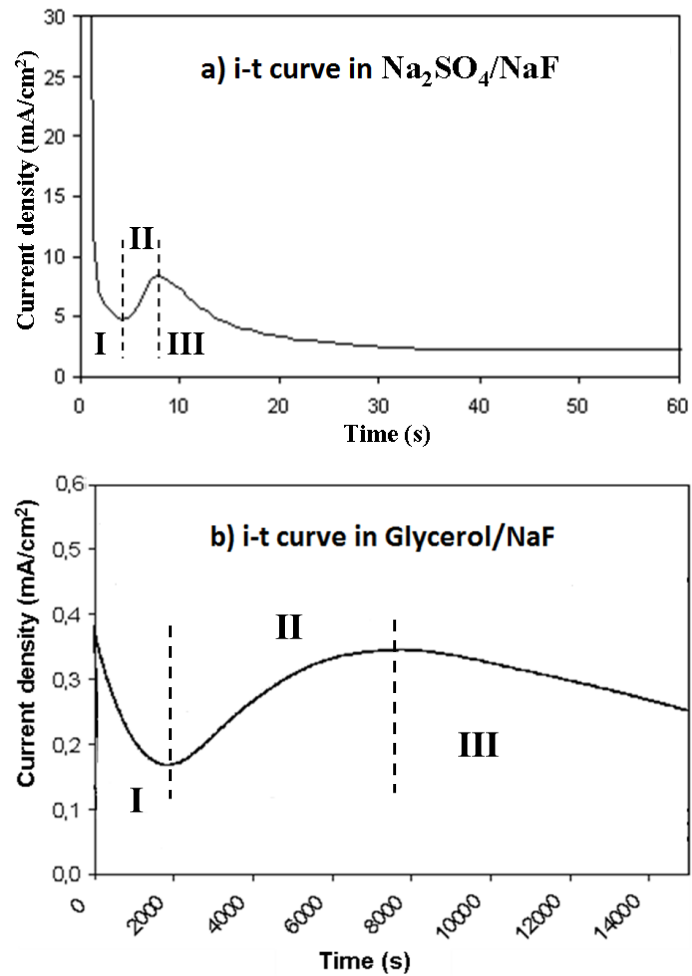 30
a) i-t curve in Na₂SO₄/NaF
25
20
15
II
10
5
I
III
0
Current density (mA/cm²)
0 10 20 30 40 50 60
Time (s)
0,6
b) i-t curve in Glycerol/NaF
0,5
0,4
II
0,3
III
0,2
I
0,1
0,0
Current density (mA/cm²)
0 2000 4000 6000 8000 10000 12000 14000
Time (s)